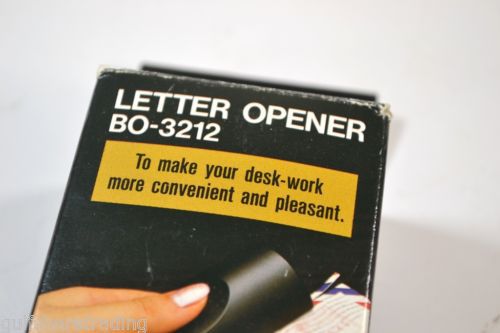 LETTER OPENER
BO-3212
To make your desk-work
more convenient and pleasant.